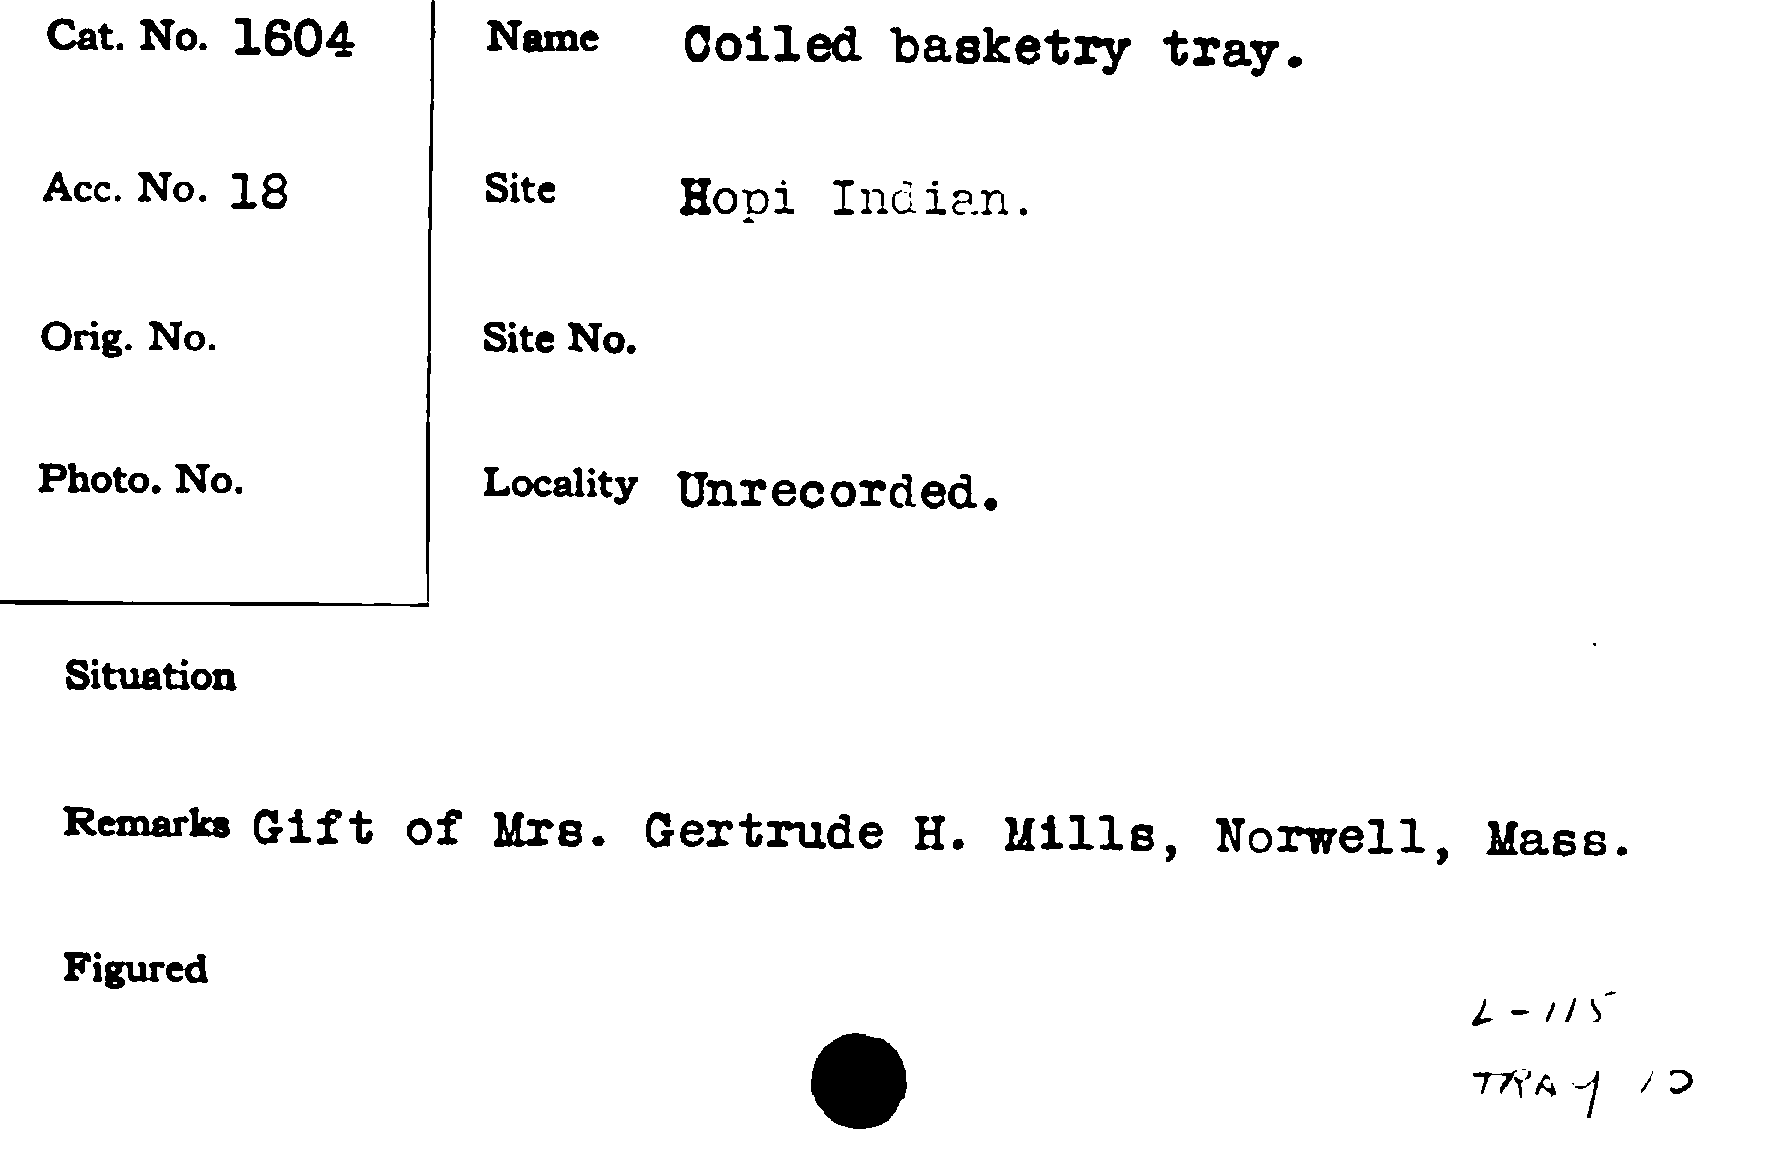 Cat. No. 1604
Name Coiled basketry tray.
Acc. No. 18
Site Hopi Indian.
Orig. No.
Site No.
Photo. No.
Locality Unrecorded.
Situation
Remarks Gift of Mrs. Gertrude H. Mills, Norwell, Mass.
Figured
L-115
TRAY 10